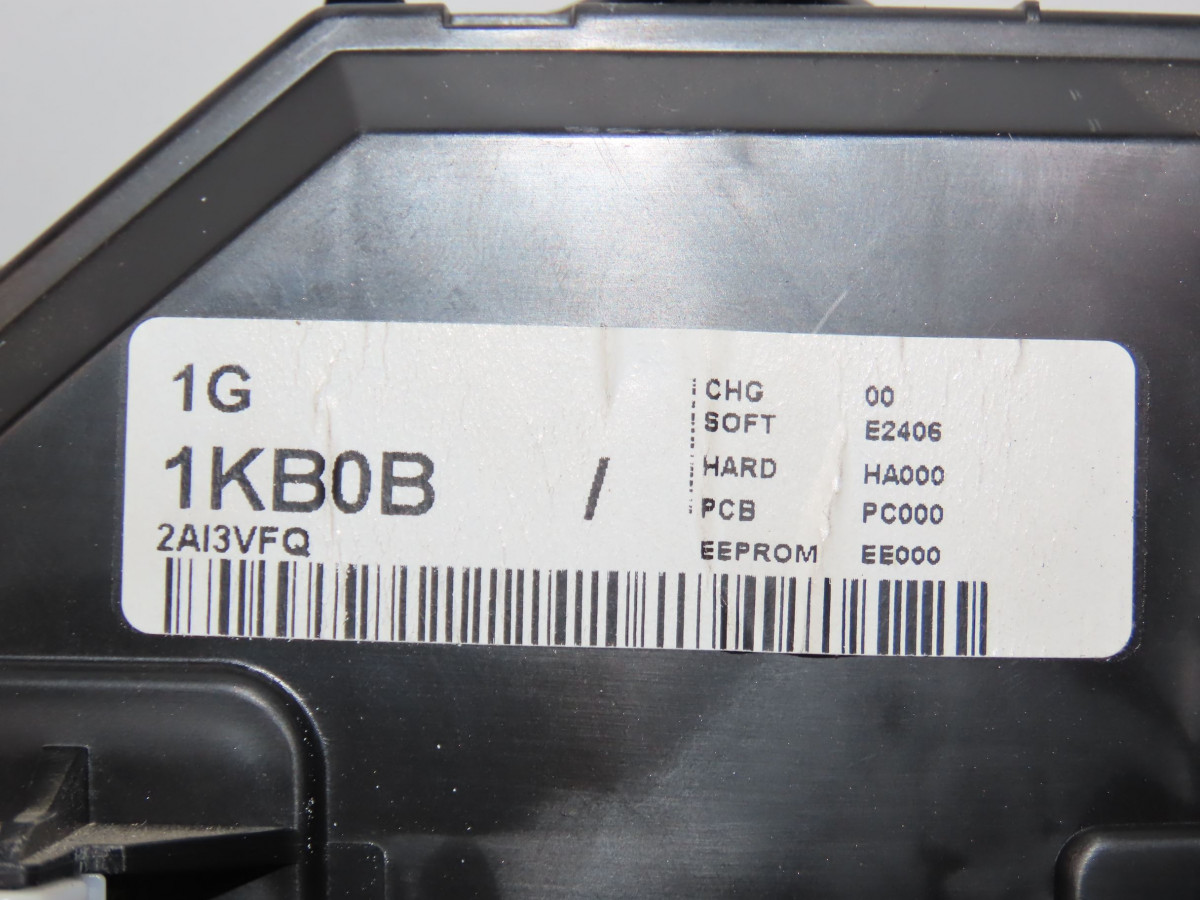 1G
1KB0B /
2AI3VFQ
CHG 00
SOFT E2406
HARD HA000
PCB PC000
EEPROM EE000